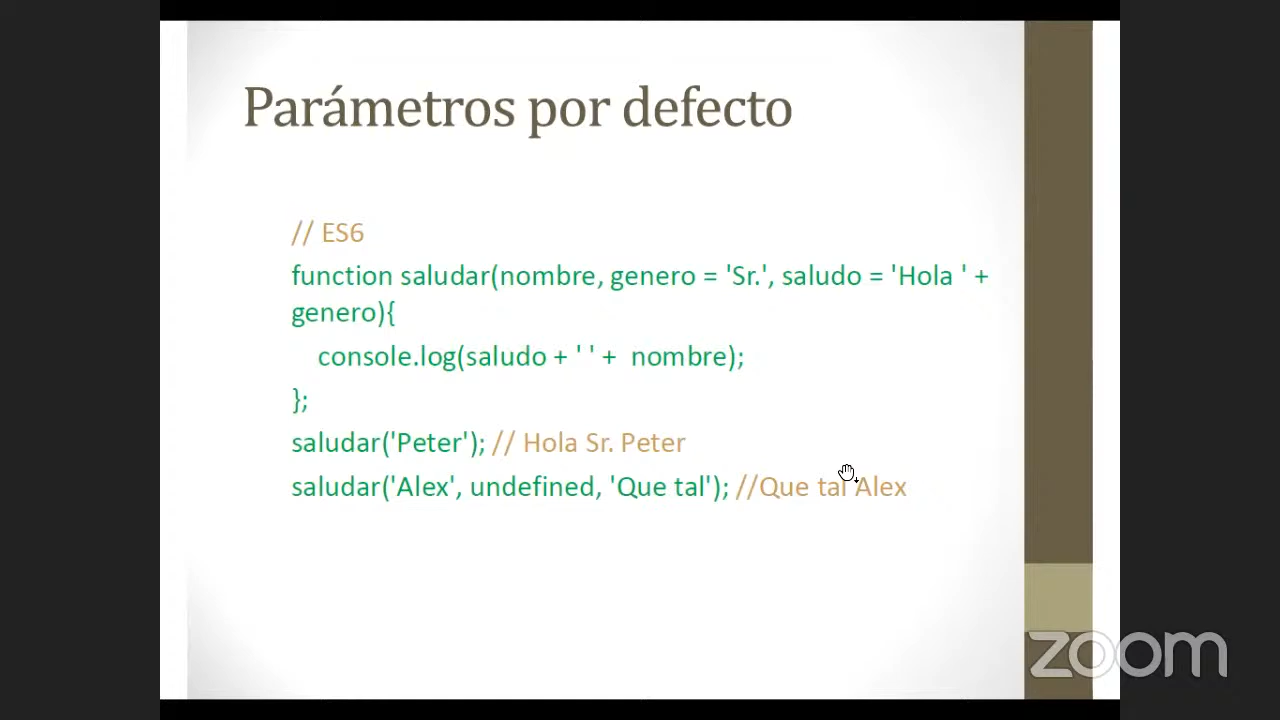 Parámetros por defecto
// ES6
function saludar(nombre, genero = 'Sr.', saludo = 'Hola ' +
genero){
console.log(saludo + ' ' +  nombre);
};
saludar('Peter'); // Hola Sr. Peter
saludar('Alex', undefined, 'Que tal'); //Que tal Alex
zoom